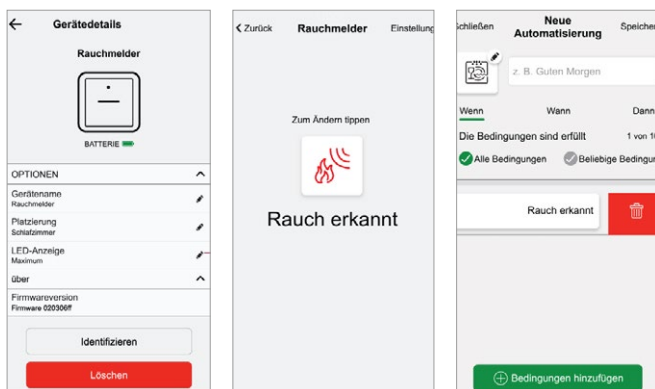 Gerätedetails
Rauchmelder
BATTERIE
OPTIONEN
Gerätename
Rauchmelder
Platzierung
Schlafzimmer
LED-Anzeige
Maximum
über
Firmwareversion
Firmware 020306ff
Identifizieren
Löschen
Zurück Rauchmelder Einstellung
Zum Ändern tippen
Rauch erkannt
chließen Neue Automatisierung Speicher
z. B. Guten Morgen
Wenn Wann Dann
Die Bedingungen sind erfüllt 1 von 10
Alle Bedingungen Beliebige Bedingun
Rauch erkannt
Bedingungen hinzufügen